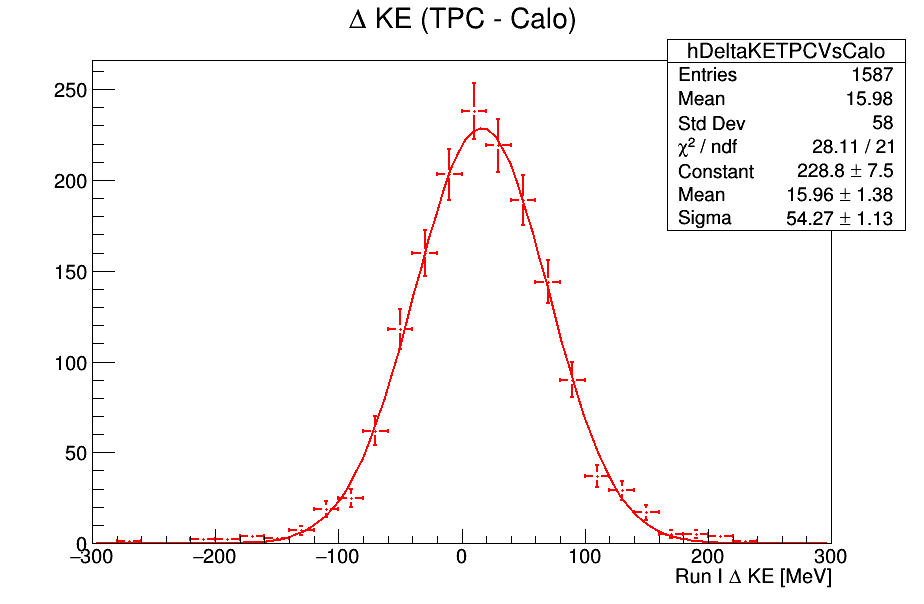 Δ KE (TPC - Calo)
hDeltaKETPCVsCalo
Entries 1587
Mean 15.98
Std Dev 58
χ² / ndf 28.11 / 21
Constant 228.8 ± 7.5
Mean 15.96 ± 1.38
Sigma 54.27 ± 1.13
250
200
150
100
50
0
−300 −200 −100 0 100 200 300
Run I Δ KE [MeV]